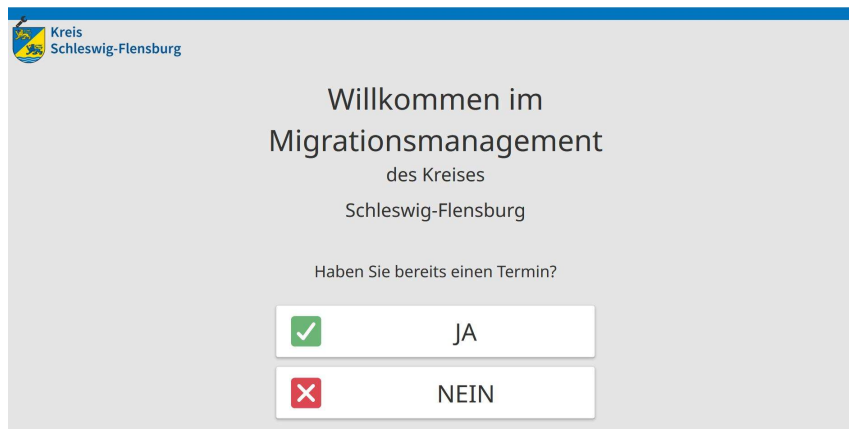 Kreis
Schleswig-Flensburg
Willkommen im
Migrationsmanagement
des Kreises
Schleswig-Flensburg
Haben Sie bereits einen Termin?
JA
NEIN